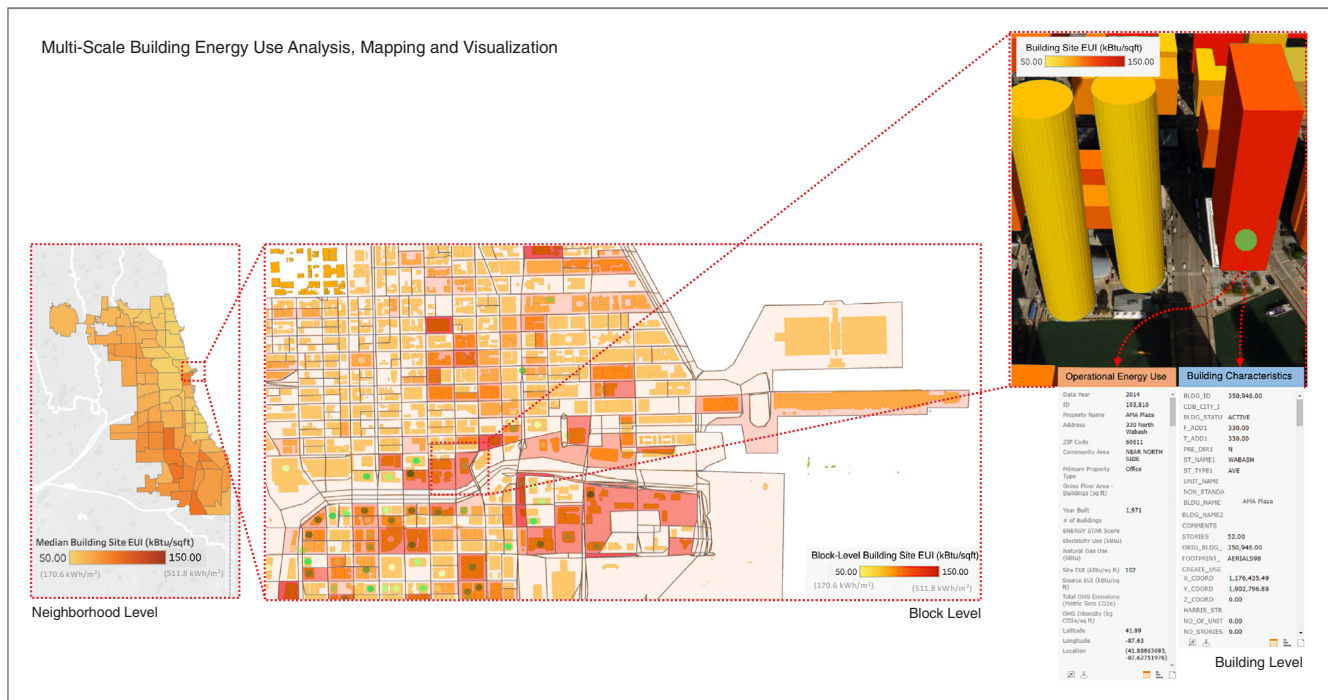 Multi-Scale Building Energy Use Analysis, Mapping and Visualization
Building Site EUI (kBtu/sqft)
50.00 150.00
Median Building Site EUI (kBtu/sqft)
50.00 150.00
(170.6 kWh/m²) (511.8 kWh/m²)
Neighborhood Level
Block-Level Building Site EUI (kBtu/sqft)
50.00 150.00
(170.6 kWh/m²) (511.8 kWh/m²)
Block Level
Operational Energy Use
Data Year 2014
ID 103,816
Property Name AMA Plaza
Address 330 North
Wabash
ZIP Code 60611
Community Area NEAR NORTH
SIDE
Primary Property Office
Type
Gross Floor Area -
Buildings (sq ft)
Year Built 1,971
# of Buildings
ENERGY STAR Score
Electricity Use (kBtu)
Natural Gas Use
(kBtu)
Site EUI (kBtu/sq ft) 102
Source EUI (kBtu/sq
ft)
Total GHG Emissions
(Metric Tons CO2e)
GHG Intensity (kg
CO2e/sq ft)
Latitude 41.89
Longitude -87.63
Location (41.88863693,
-87.62751976)
Building Characteristics
BLDG_ID 350,946.00
CDB_CITY_I
BLDG_STATU ACTIVE
F_ADD1 330.00
T_ADD1 330.00
PRE_DIR1 N
ST_NAME1 WABASH
ST_TYPE1 AVE
UNIT_NAME
NON_STANDA
BLDG_NAME AMA Plaza
BLDG_NAME2
COMMENTS
STORIES 52.00
ORIG_BLDG_ 350,946.00
FOOTPRINT_ AERIALS98
CREATE_USE
X_COORD 1,176,435.49
Y_COORD 1,902,796.88
Z_COORD 0.00
HARRIS_STR
NO_OF_UNIT 0.00
NO_STORIES 0.00
Building Level